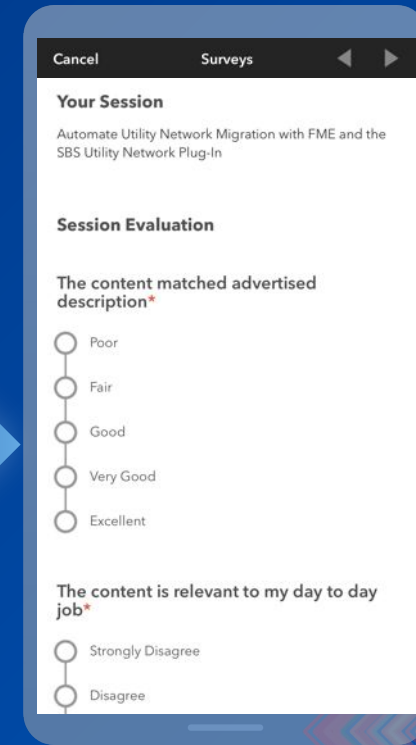 Cancel Surveys
Your Session
Automate Utility Network Migration with FME and the
SBS Utility Network Plug-In
Session Evaluation
The content matched advertised
description*
Poor
Fair
Good
Very Good
Excellent
The content is relevant to my day to day
job*
Strongly Disagree
Disagree